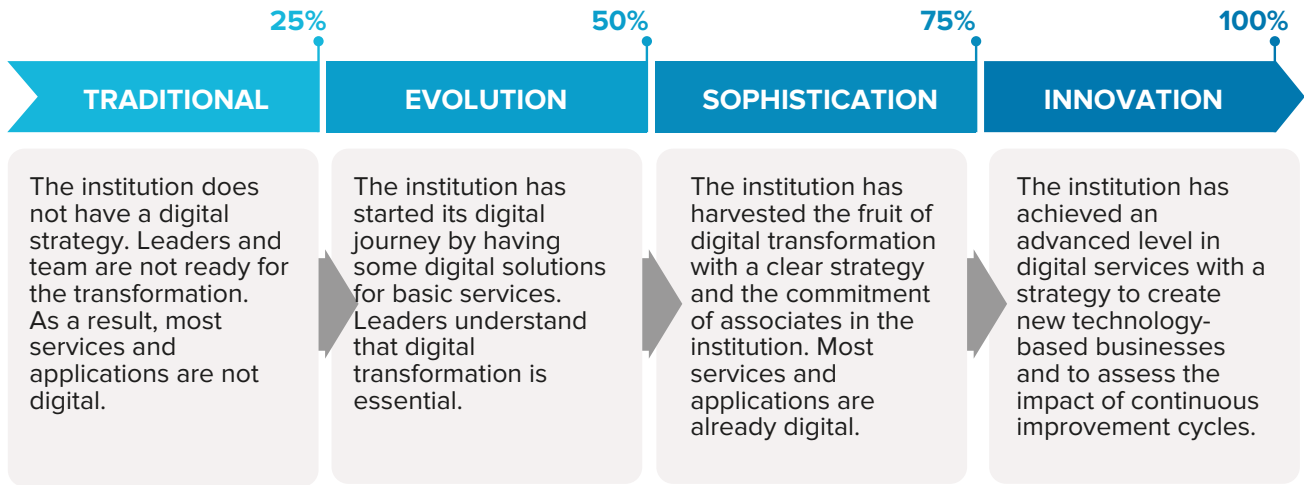 25%
50%
75%
100%
TRADITIONAL
EVOLUTION
SOPHISTICATION
INNOVATION
The institution does
not have a digital
strategy. Leaders and
team are not ready for
the transformation.
As a result, most
services and
applications are not
digital.
The institution has
started its digital
journey by having
some digital solutions
for basic services.
Leaders understand
that digital
transformation is
essential.
The institution has
harvested the fruit of
digital transformation
with a clear strategy
and the commitment
of associates in the
institution. Most
services and
applications are
already digital.
The institution has
achieved an
advanced level in
digital services with a
strategy to create
new technology-
based businesses
and to assess the
impact of continuous
improvement cycles.